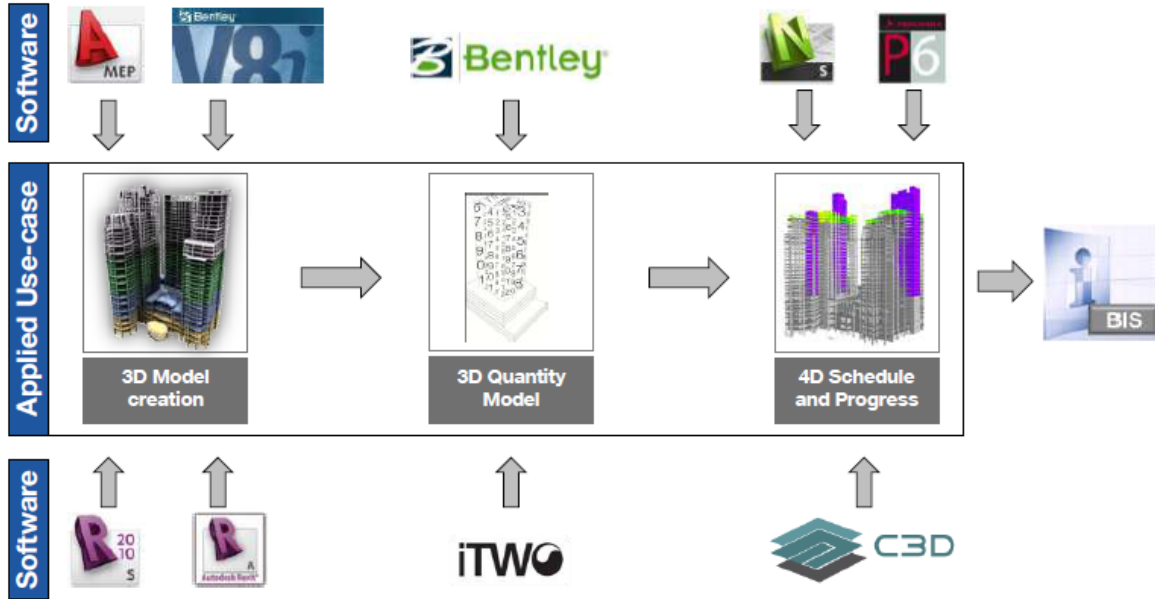 Software
A
MEP
Bentley
V8i
Bentley
N
S
PRIMAVERA
P6
Applied Use-case
3D Model
creation
3D Quantity
Model
4D Schedule
and Progress
i
BIS
Software
R
20
10
S
R
A
Autodesk Revit
iTWO
C3D